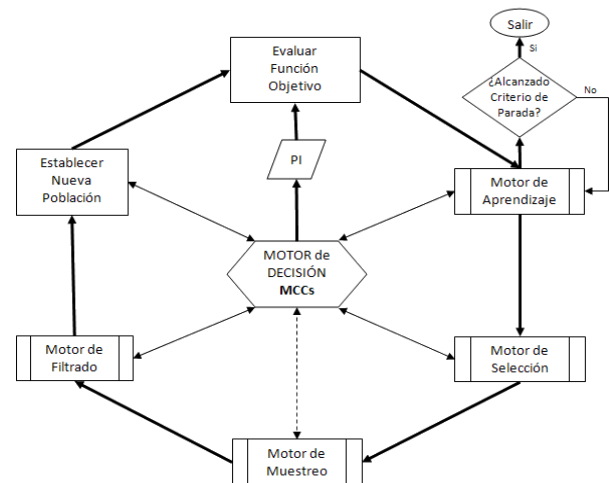 Salir
Si
¿Alcanzado
Criterio de
Parada?
No
Evaluar
Función
Objetivo
PI
Establecer
Nueva
Población
Motor de
Aprendizaje
MOTOR de
DECISIÓN
MCCs
Motor de
Filtrado
Motor de
Selección
Motor de
Muestreo